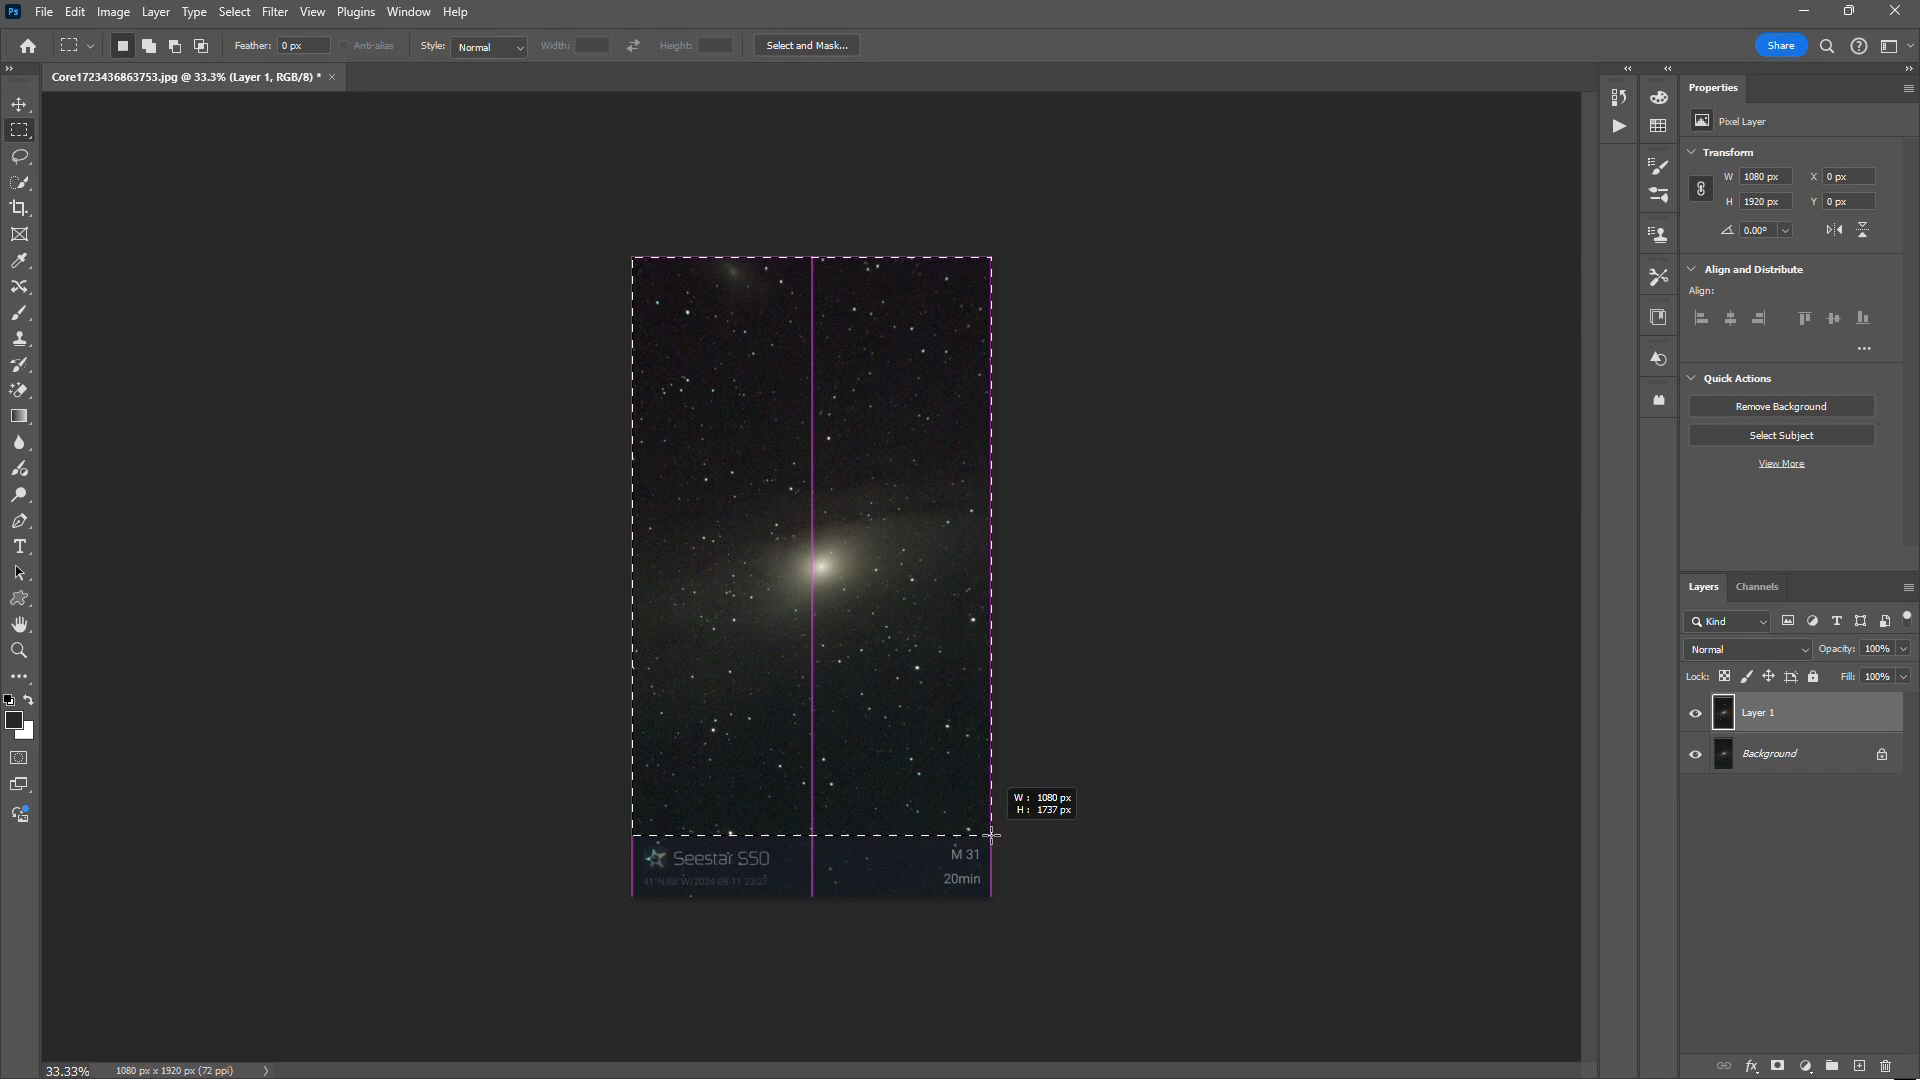 Ps File Edit Image Layer Type Select Filter View Plugins Window Help
Feather: 0 px Anti-alias Style: Normal Width: Height: Select and Mask... Share
Core1723436863753.jpg @ 33.3% (Layer 1, RGB/8) * ×
Properties
Pixel Layer
Transform
W 1080 px X 0 px
H 1920 px Y 0 px
0.00°
Align and Distribute
Align:
Quick Actions
Remove Background
Select Subject
View More
W : 1080 px
H : 1737 px
Seestar S50 M 31
41°N,88°W/2024-08-11 23:27 20min
Layers Channels
Kind
Normal Opacity: 100%
Lock: Fill: 100%
Layer 1
Background
fx
33.33% 1080 px x 1920 px (72 ppi)